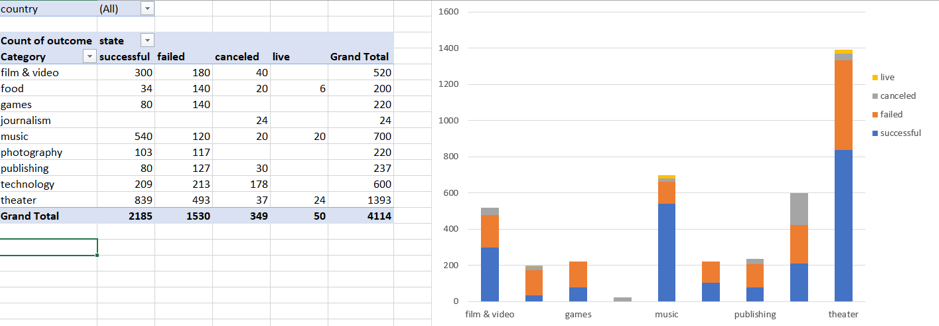 country (All)
Count of outcome state
Category successful failed canceled live Grand Total
film & video 300 180 40 520
food 34 140 20 6 200
games 80 140 220
journalism 24 24
music 540 120 20 20 700
photography 103 117 220
publishing 80 127 30 237
technology 209 213 178 600
theater 839 493 37 24 1393
Grand Total 2185 1530 349 50 4114
1600
1400
1200
1000
800
600
400
200
0
film & video games music publishing theater
live
canceled
failed
successful